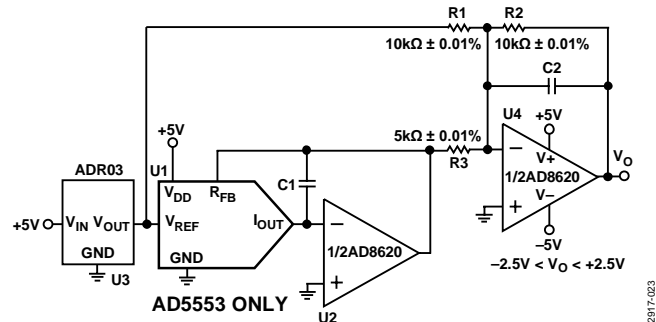 R1
R2
10kΩ ± 0.01%
10kΩ ± 0.01%
C2
U4
+5V
+5V
5kΩ ± 0.01%
R3
ADR03
U1
C1
V+
VO
1/2AD8620
V–
VDD
RFB
+5V
VIN VOUT
VREF
IOUT
1/2AD8620
–5V
GND
GND
U3
–2.5V < VO < +2.5V
AD5553 ONLY
U2
2917-023